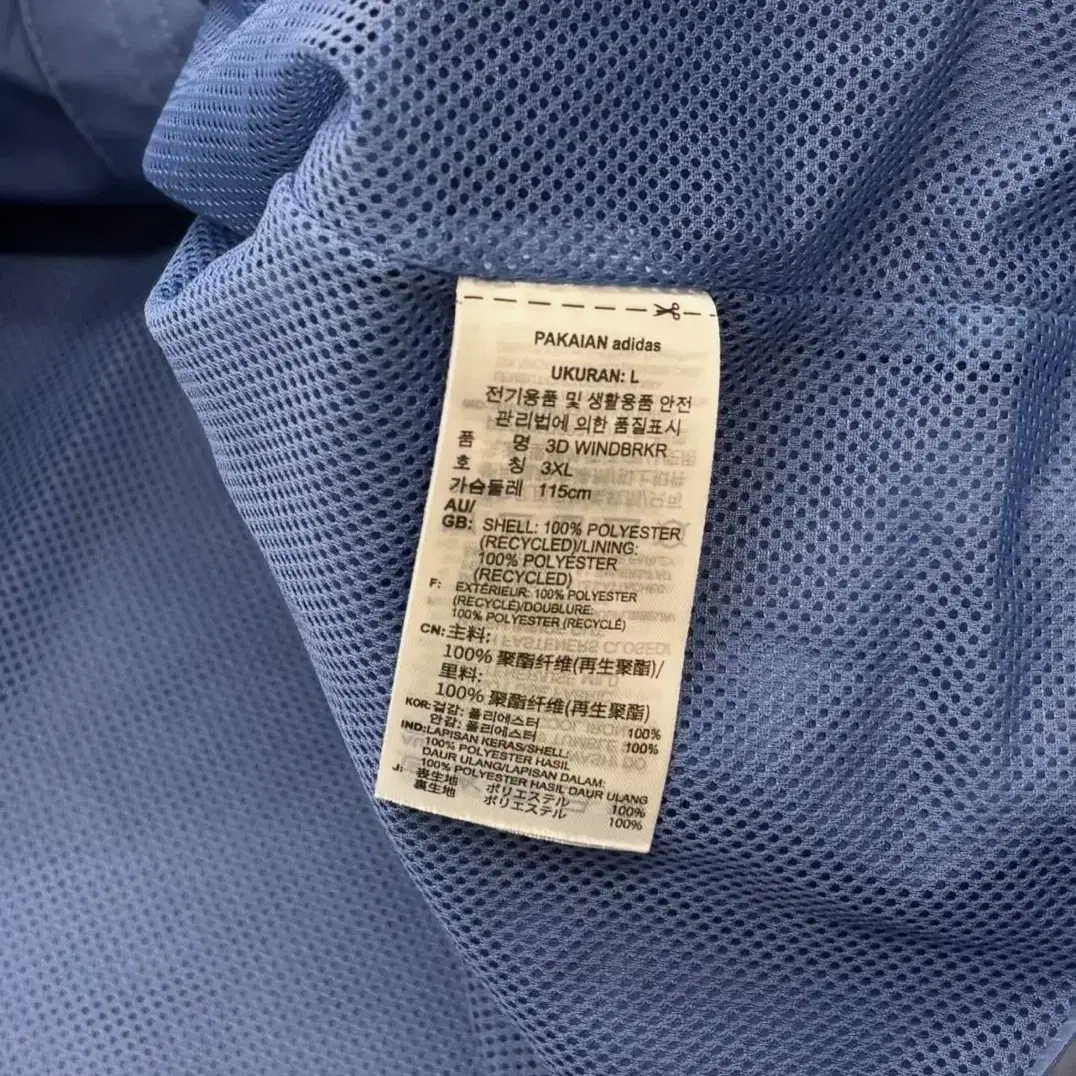 PAKAIAN adidas
UKURAN: L
전기용품 및 생활용품 안전
관리법에 의한 품질표시
품 명 3D WINDBRKR
호 칭 3XL
가슴둘레 115cm
AU/
GB: SHELL: 100% POLYESTER
(RECYCLED)/LINING:
100% POLYESTER
(RECYCLED)
F: EXTÉRIEUR: 100% POLYESTER
(RECYCLÉ)/DOUBLURE:
100% POLYESTER (RECYCLÉ)
CN: 主料:
100% 聚酯纤维(再生聚酯)/
里料:
100% 聚酯纤维(再生聚酯)
KOR: 겉감: 폴리에스터 100%
안감: 폴리에스터 100%
IND: LAPISAN KERAS/SHELL:
100% POLYESTER HASIL
DAUR ULANG/LAPISAN DALAM:
100% POLYESTER HASIL DAUR ULANG
J: 表生地 ポリエステル 100%
裏生地 ポリエステル 100%